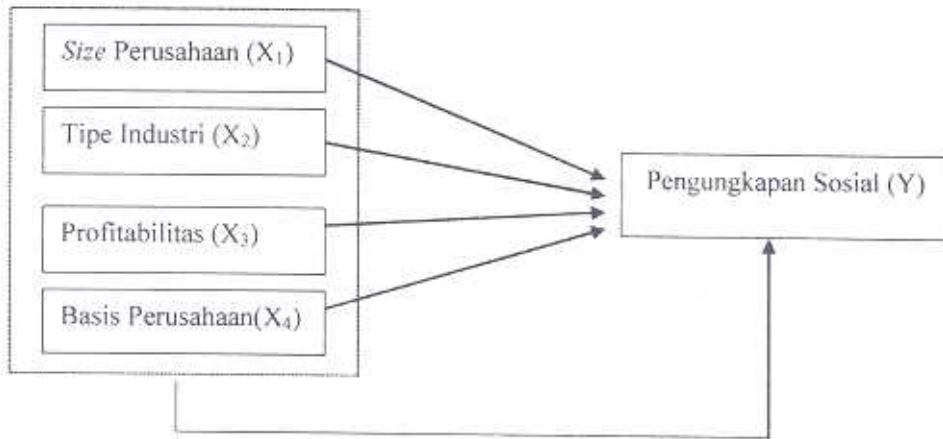 Size Perusahaan (X₁)
Tipe Industri (X₂)
Pengungkapan Sosial (Y)
Profitabilitas (X₃)
Basis Perusahaan(X₄)